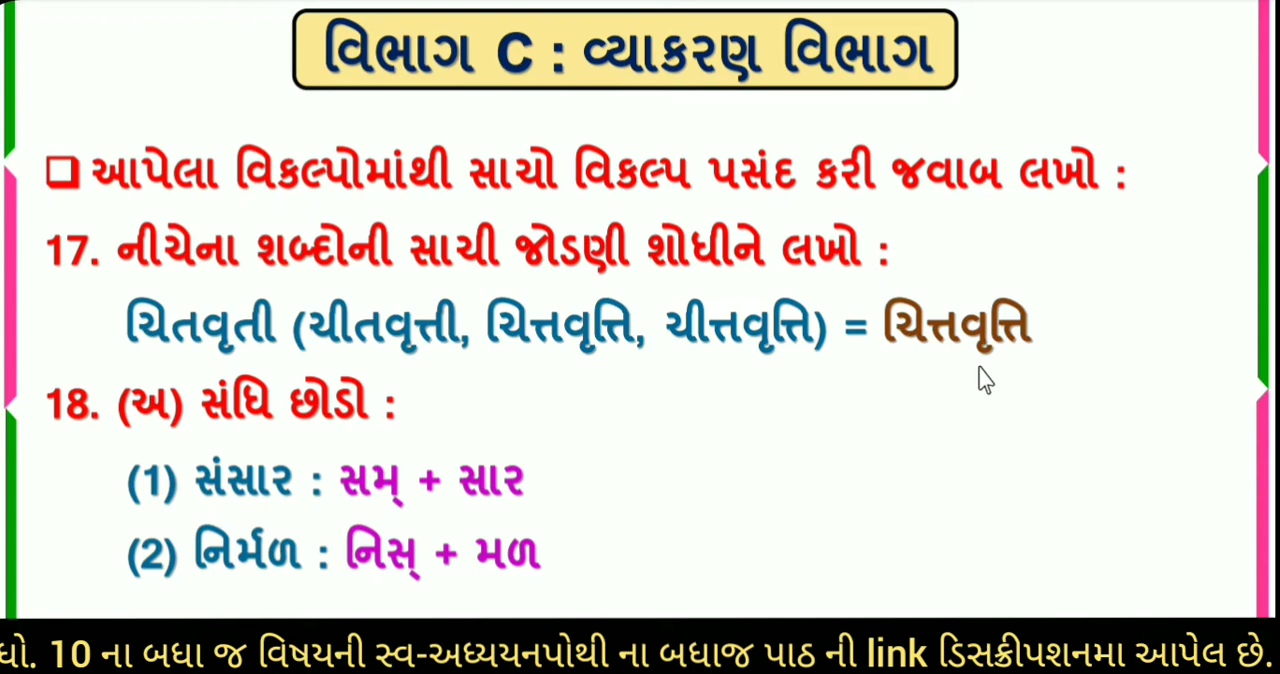 વિભાગ C : વ્યાકરણ વિભાગ
❑ આપેલા વિકલ્પોમાંથી સાચો વિકલ્પ પસંદ કરી જવાબ લખો :
17. નીચેના શબ્દોની સાચી જોડણી શોધીને લખો :
ચિતવૃતી (ચીતવૃત્તી, ચિત્તવૃત્તિ, ચીત્તવૃત્તિ) = ચિત્તવૃત્તિ
18. (અ) સંધિ છોડો :
(1) સંસાર : સમ્ + સાર
(2) નિર્મળ : નિસ્ + મળ
ધો. 10 ના બધા જ વિષયની સ્વ-અધ્યયનપોથી ના બધાજ પાઠ ની link ડિસક્રીપશનમા આપેલ છે.